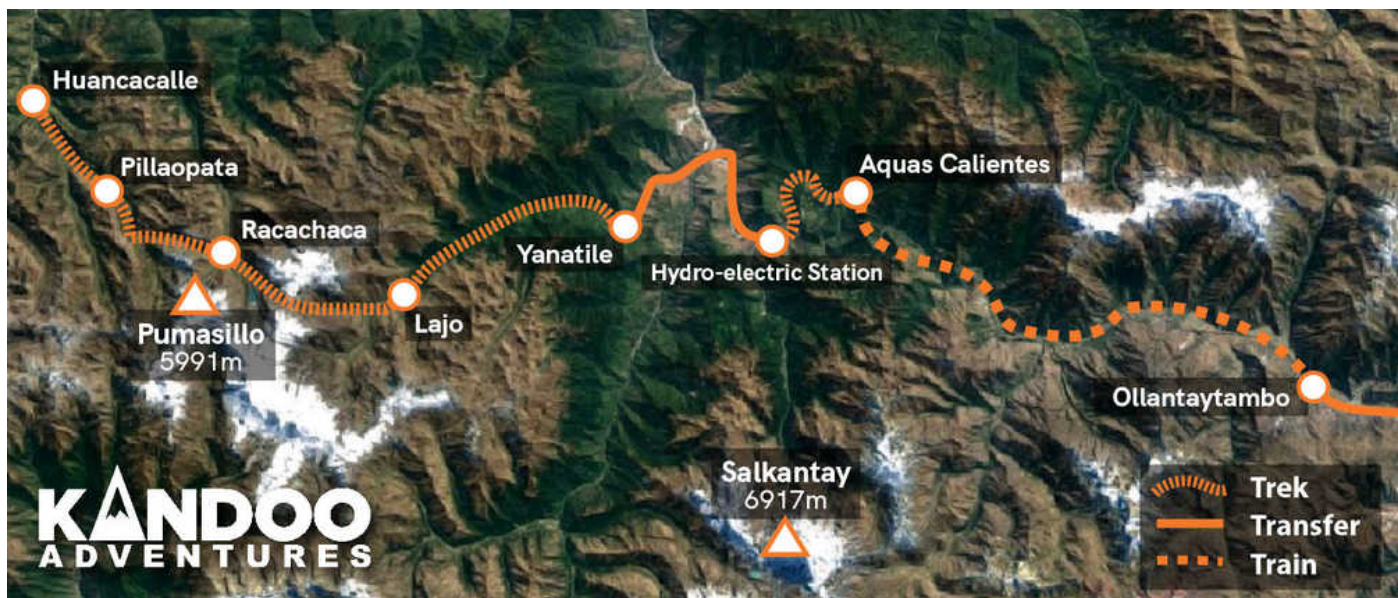 Huancacalle
Pillaopata
Racachaca
Pumasillo
5991m
Lajo
Yanatile
Hydro-electric Station
Aquas Calientes
Ollantaytambo
Salkantay
6917m
KANDOO
ADVENTURES
Trek
Transfer
Train